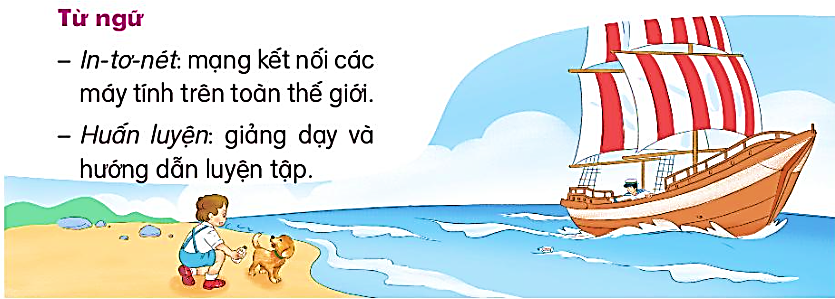 Từ ngữ
– In-tơ-nét: mạng kết nối các
máy tính trên toàn thế giới.
– Huấn luyện: giảng dạy và
hướng dẫn luyện tập.